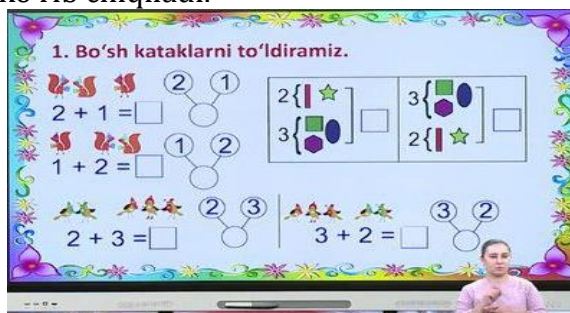 1. Bo'sh kataklarni to'ldiramiz.
2 1
2 + 1 =
1 2
1 + 2 =
2{ 3{
3{ 2{
2 3
2 + 3 =
3 2
3 + 2 =